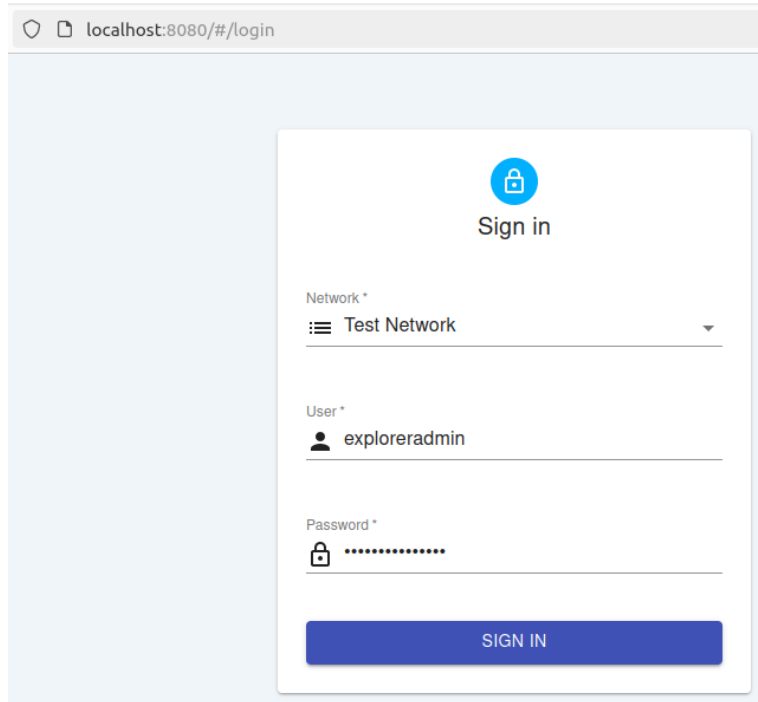 localhost:8080/#/login
Sign in
Network *
Test Network
User *
exploreradmin
Password *
•••••••••••••••
SIGN IN